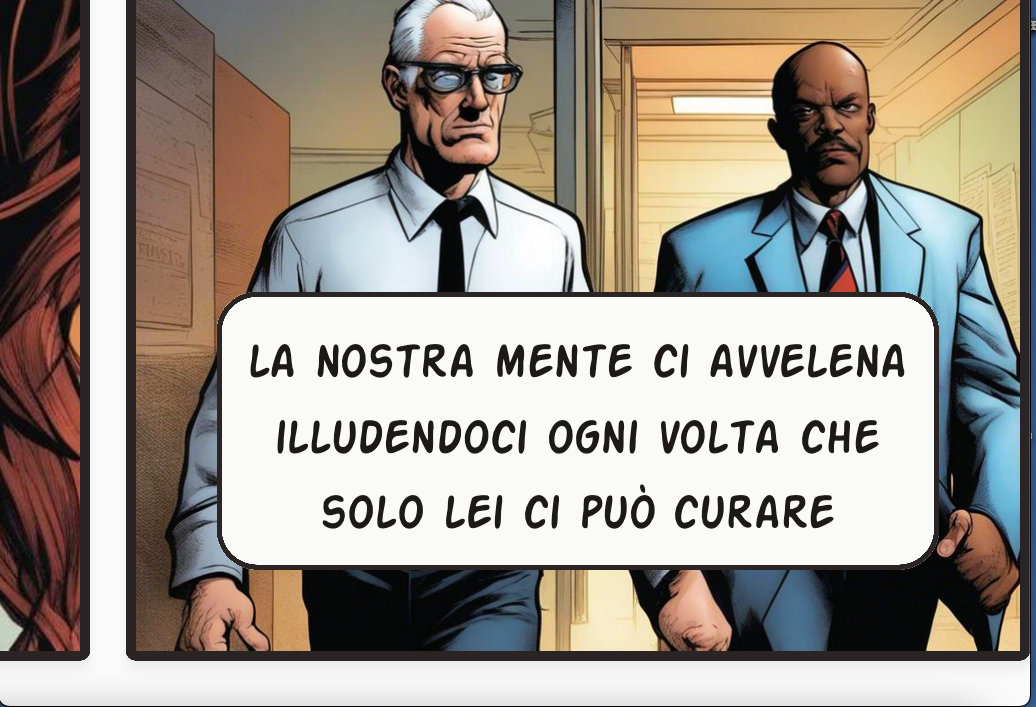 LA NOSTRA MENTE CI AVVELENA
ILLUDENDOCI OGNI VOLTA CHE
SOLO LEI CI PUÒ CURARE